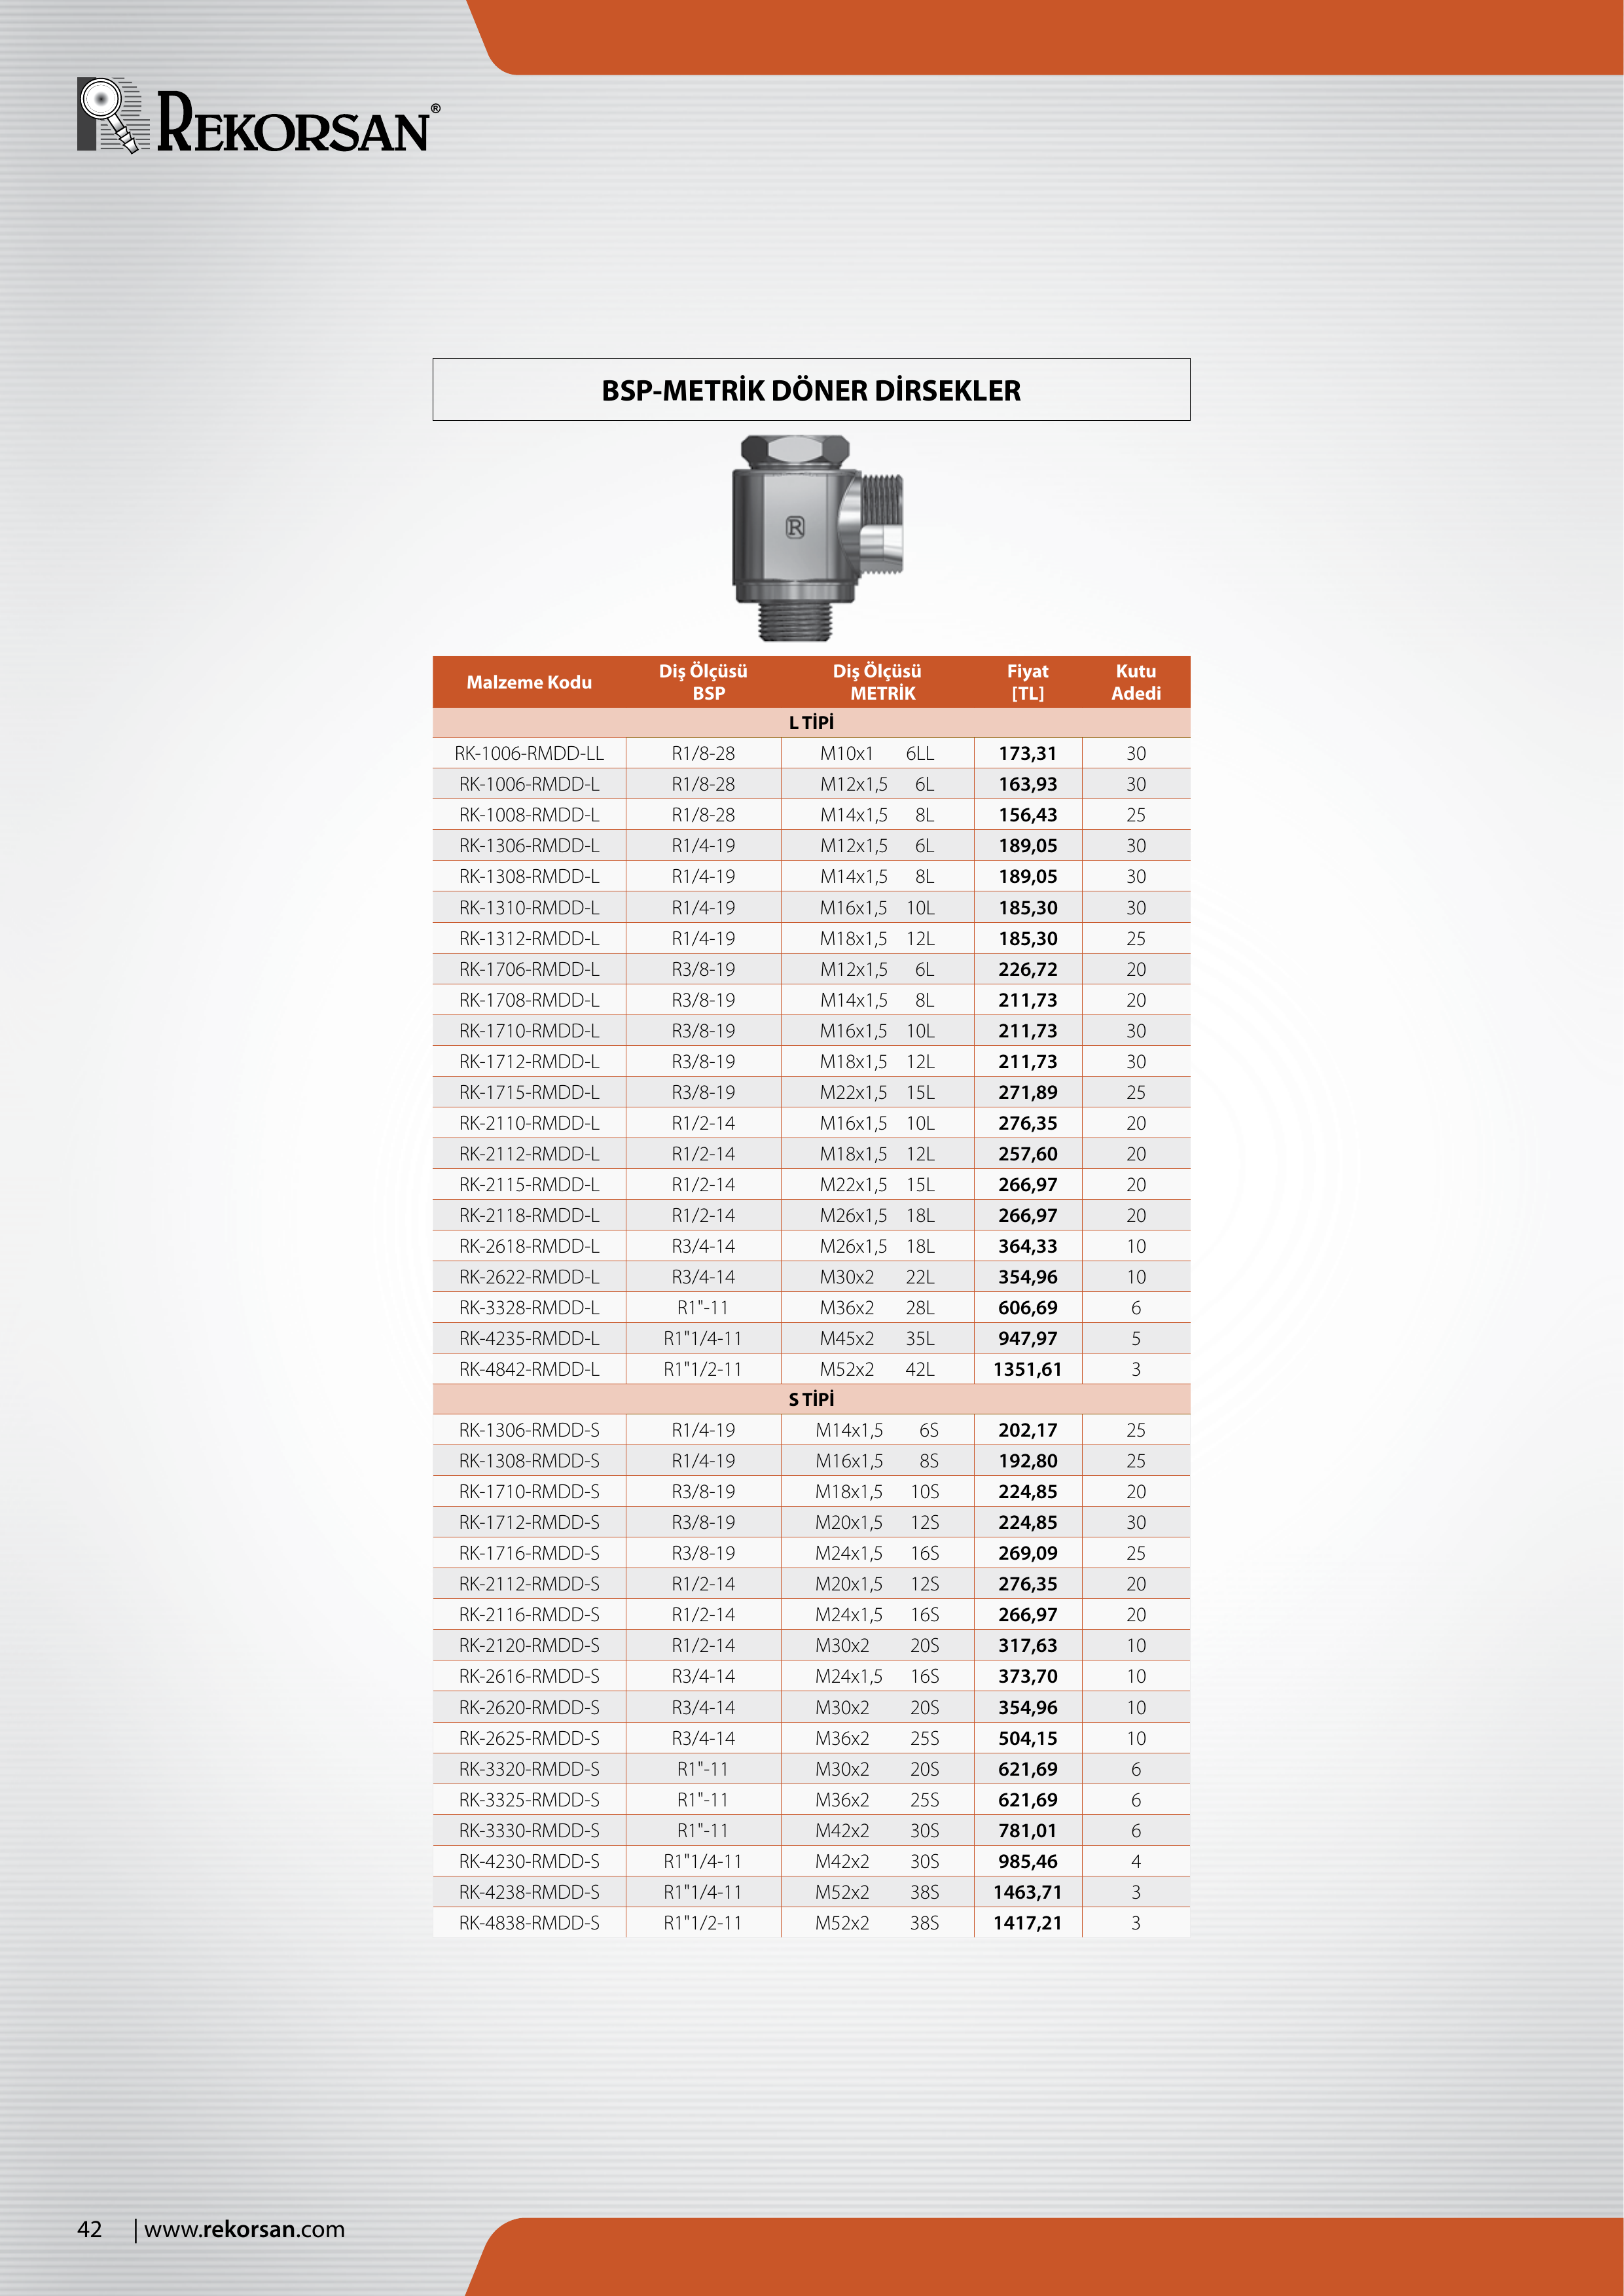 REKORSAN®
BSP-METRİK DÖNER DİRSEKLER
R
Malzeme Kodu Diş Ölçüsü BSP Diş Ölçüsü METRİK Fiyat [TL] Kutu Adedi
L TİPİ
RK-1006-RMDD-LL R1/8-28 M10x1 6LL 173,31 30
RK-1006-RMDD-L R1/8-28 M12x1,5 6L 163,93 30
RK-1008-RMDD-L R1/8-28 M14x1,5 8L 156,43 25
RK-1306-RMDD-L R1/4-19 M12x1,5 6L 189,05 30
RK-1308-RMDD-L R1/4-19 M14x1,5 8L 189,05 30
RK-1310-RMDD-L R1/4-19 M16x1,5 10L 185,30 30
RK-1312-RMDD-L R1/4-19 M18x1,5 12L 185,30 25
RK-1706-RMDD-L R3/8-19 M12x1,5 6L 226,72 20
RK-1708-RMDD-L R3/8-19 M14x1,5 8L 211,73 20
RK-1710-RMDD-L R3/8-19 M16x1,5 10L 211,73 30
RK-1712-RMDD-L R3/8-19 M18x1,5 12L 211,73 30
RK-1715-RMDD-L R3/8-19 M22x1,5 15L 271,89 25
RK-2110-RMDD-L R1/2-14 M16x1,5 10L 276,35 20
RK-2112-RMDD-L R1/2-14 M18x1,5 12L 257,60 20
RK-2115-RMDD-L R1/2-14 M22x1,5 15L 266,97 20
RK-2118-RMDD-L R1/2-14 M26x1,5 18L 266,97 20
RK-2618-RMDD-L R3/4-14 M26x1,5 18L 364,33 10
RK-2622-RMDD-L R3/4-14 M30x2 22L 354,96 10
RK-3328-RMDD-L R1"-11 M36x2 28L 606,69 6
RK-4235-RMDD-L R1"1/4-11 M45x2 35L 947,97 5
RK-4842-RMDD-L R1"1/2-11 M52x2 42L 1351,61 3
S TİPİ
RK-1306-RMDD-S R1/4-19 M14x1,5 6S 202,17 25
RK-1308-RMDD-S R1/4-19 M16x1,5 8S 192,80 25
RK-1710-RMDD-S R3/8-19 M18x1,5 10S 224,85 20
RK-1712-RMDD-S R3/8-19 M20x1,5 12S 224,85 30
RK-1716-RMDD-S R3/8-19 M24x1,5 16S 269,09 25
RK-2112-RMDD-S R1/2-14 M20x1,5 12S 276,35 20
RK-2116-RMDD-S R1/2-14 M24x1,5 16S 266,97 20
RK-2120-RMDD-S R1/2-14 M30x2 20S 317,63 10
RK-2616-RMDD-S R3/4-14 M24x1,5 16S 373,70 10
RK-2620-RMDD-S R3/4-14 M30x2 20S 354,96 10
RK-2625-RMDD-S R3/4-14 M36x2 25S 504,15 10
RK-3320-RMDD-S R1"-11 M30x2 20S 621,69 6
RK-3325-RMDD-S R1"-11 M36x2 25S 621,69 6
RK-3330-RMDD-S R1"-11 M42x2 30S 781,01 6
RK-4230-RMDD-S R1"1/4-11 M42x2 30S 985,46 4
RK-4238-RMDD-S R1"1/4-11 M52x2 38S 1463,71 3
RK-4838-RMDD-S R1"1/2-11 M52x2 38S 1417,21 3
42 | www.rekorsan.com